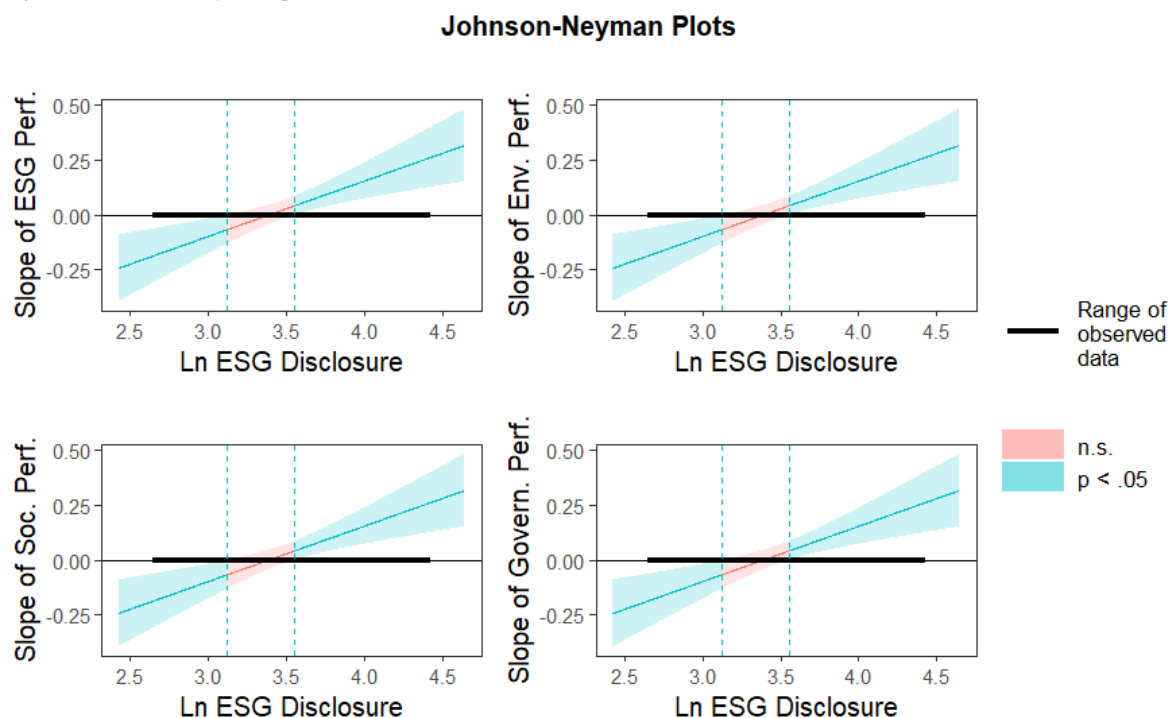 Johnson-Neyman Plots
Slope of ESG Perf.
0.50
0.25
0.00
-0.25
2.5 3.0 3.5 4.0 4.5
Ln ESG Disclosure
Slope of Env. Perf.
0.50
0.25
0.00
-0.25
2.5 3.0 3.5 4.0 4.5
Ln ESG Disclosure
Slope of Soc. Perf.
0.50
0.25
0.00
-0.25
2.5 3.0 3.5 4.0 4.5
Ln ESG Disclosure
Slope of Govern. Perf.
0.50
0.25
0.00
-0.25
2.5 3.0 3.5 4.0 4.5
Ln ESG Disclosure
Range of
observed
data
n.s.
p < .05